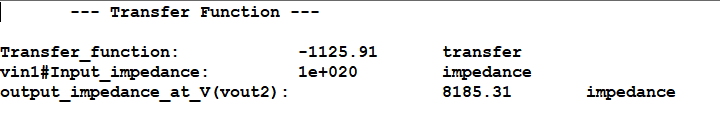 --- Transfer Function ---
Transfer_function: -1125.91 transfer
vin1#Input_impedance: 1e+020 impedance
output_impedance_at_V(vout2): 8185.31 impedance